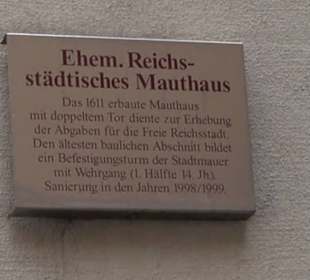 Ehem. Reichs-
städtisches Mauthaus
Das 1611 erbaute Mauthaus
mit doppeltem Tor diente zur Erhebung
der Abgaben für die Freie Reichsstadt.
Den ältesten baulichen Abschnitt bildet
ein Befestigungsturm der Stadtmauer
mit Wehrgang (1. Hälfte 14. Jh.).
Sanierung in den Jahren 1998/1999.